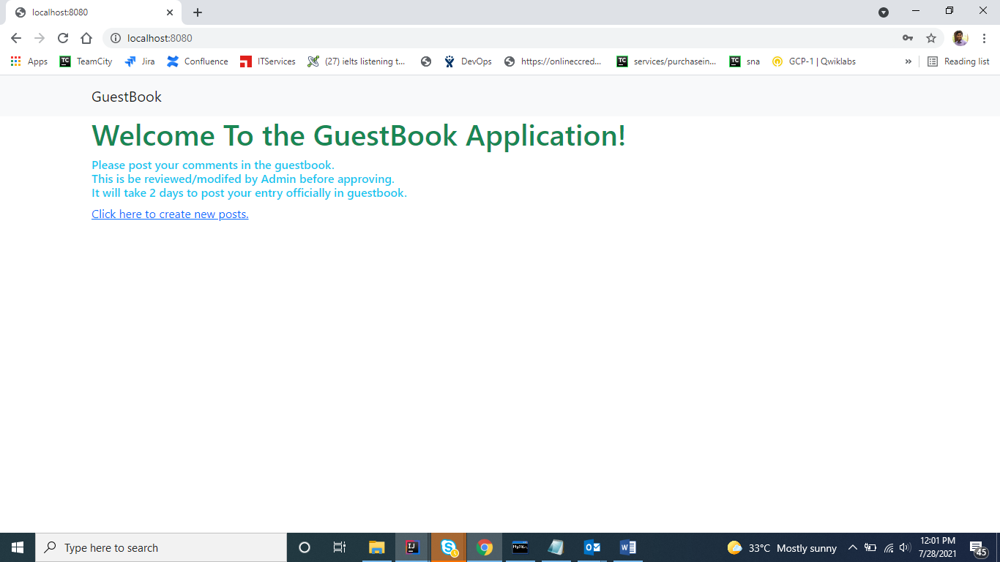 localhost:8080
localhost:8080
Apps TeamCity Jira Confluence ITServices (27) ielts listening t... DevOps https://onlineccred... services/purchasein... sna GCP-1 | Qwiklabs » Reading list
GuestBook
Welcome To the GuestBook Application!
Please post your comments in the guestbook.
This is be reviewed/modifed by Admin before approving.
It will take 2 days to post your entry officially in guestbook.
Click here to create new posts.
Type here to search
33°C Mostly sunny
12:01 PM
7/28/2021
45